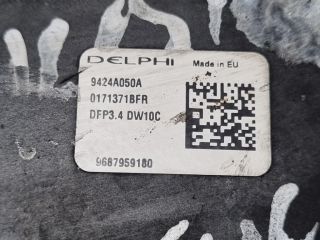 DELPHI Made in EU
9424A050A
0171371BFR
DFP3.4 DW10C
9687959180